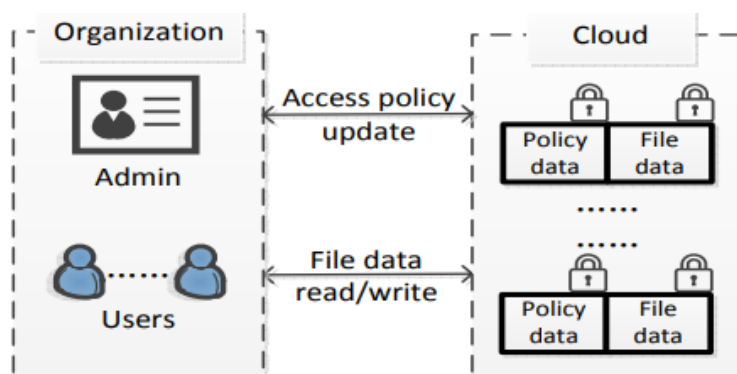 Organization
Cloud
Access policy
update
Admin
Policy
data
File
data
......
......
Users
File data
read/write
Policy
data
File
data